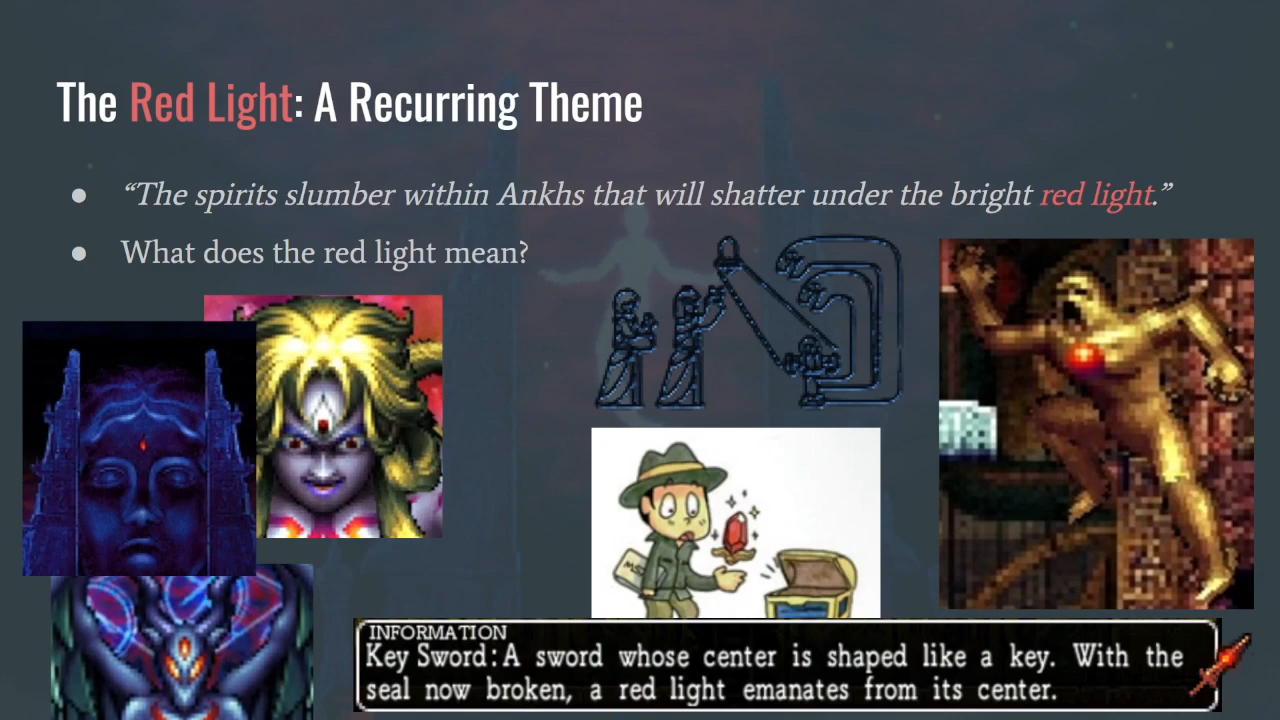 The Red Light: A Recurring Theme
● “The spirits slumber within Ankhs that will shatter under the bright red light.”
● What does the red light mean?
MSX
INFORMATION
Key Sword:A sword whose center is shaped like a key. With the
seal now broken, a red light emanates from its center.